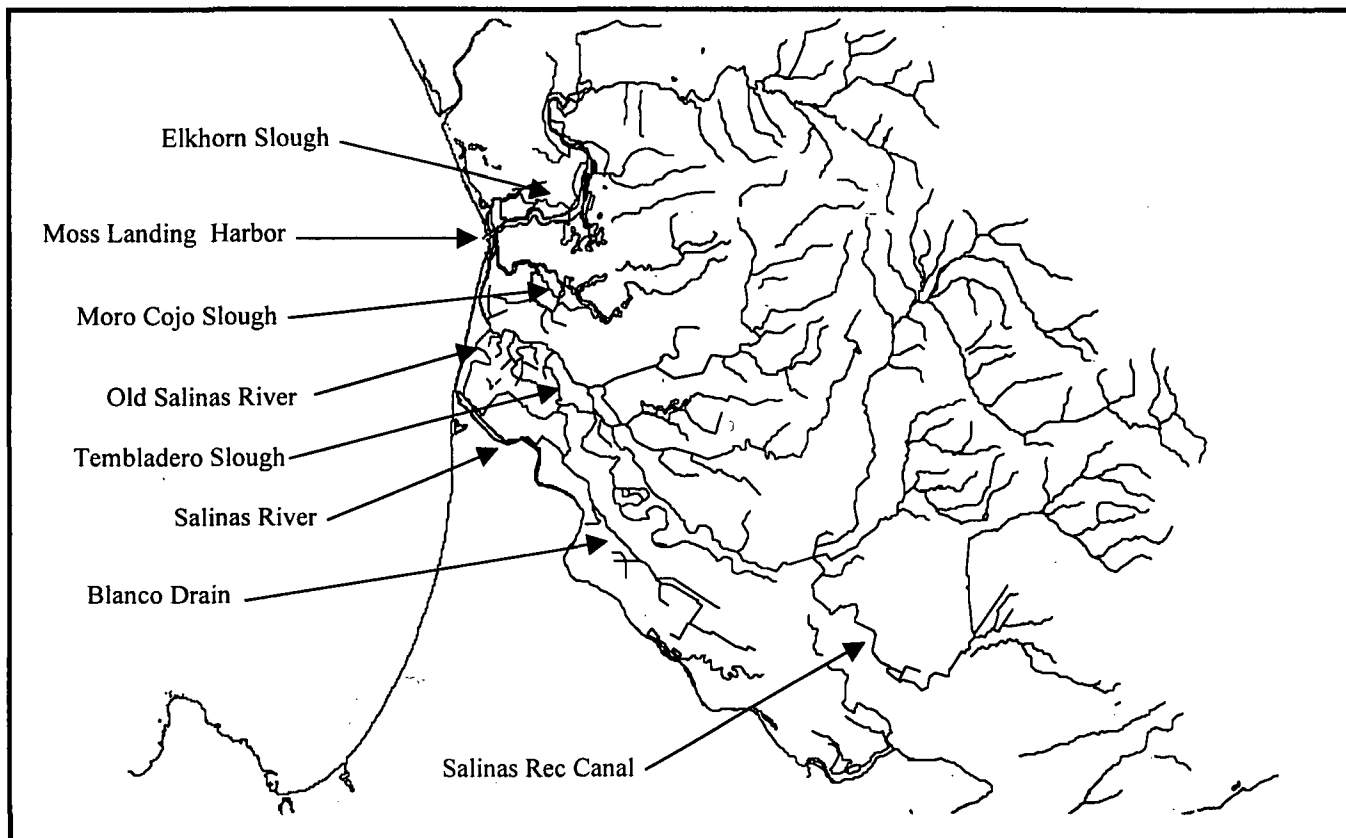 Elkhorn Slough
Moss Landing Harbor
Moro Cojo Slough
Old Salinas River
Tembladero Slough
Salinas River
Blanco Drain
Salinas Rec Canal